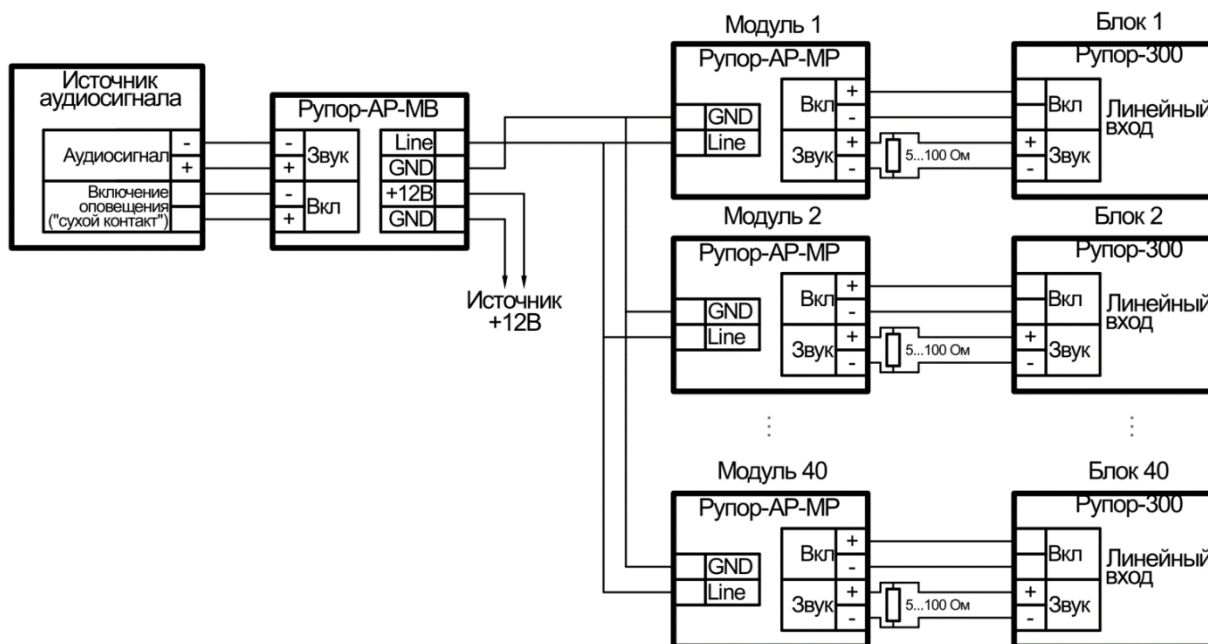 Источник
аудиосигнала
Аудиосигнал
-
+
Включение
оповещения
("сухой контакт")
Рупор-АР-МВ
-
+
Звук
-
+
Вкл
Line
GND
+12В
GND
Источник
+12В
Модуль 1
Рупор-АР-МР
GND
Line
Вкл
+
-
Звук
+
-
5...100 Ом
Блок 1
Рупор-300
Вкл
+
-
Звук
Линейный
вход
Модуль 2
Рупор-АР-МР
GND
Line
Вкл
+
-
Звук
+
-
5...100 Ом
Блок 2
Рупор-300
Вкл
+
-
Звук
Линейный
вход
Модуль 40
Рупор-АР-МР
GND
Line
Вкл
+
-
Звук
+
-
5...100 Ом
Блок 40
Рупор-300
Вкл
+
-
Звук
Линейный
вход